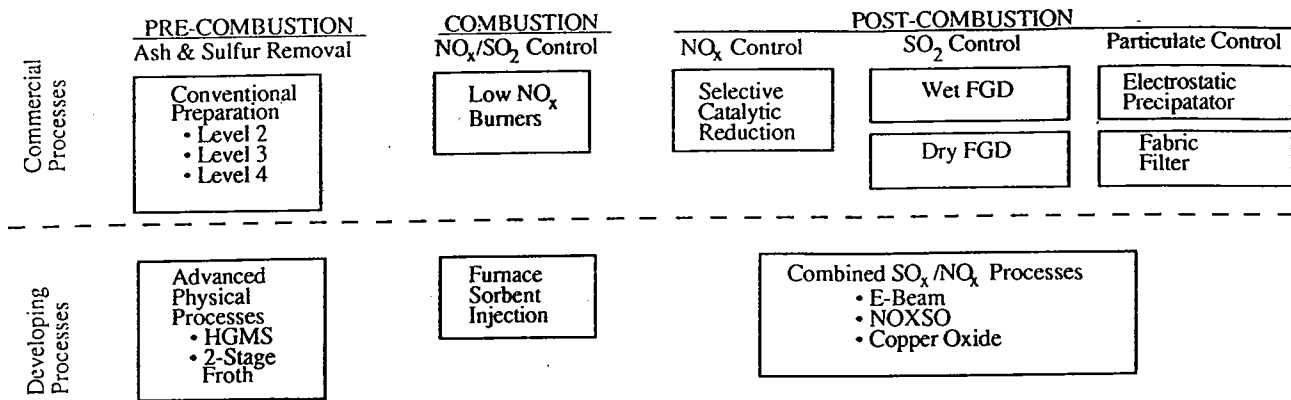 PRE-COMBUSTION
Ash & Sulfur Removal
COMBUSTION
NOx/SO2 Control
POST-COMBUSTION
NOx Control
SO2 Control
Particulate Control
Commercial
Processes
Conventional
Preparation
• Level 2
• Level 3
• Level 4
Low NOx
Burners
Selective
Catalytic
Reduction
Wet FGD
Dry FGD
Electrostatic
Precipatator
Fabric
Filter
Developing
Processes
Advanced
Physical
Processes
• HGMS
• 2-Stage
Froth
Furnace
Sorbent
Injection
Combined SOx/NOx Processes
• E-Beam
• NOXSO
• Copper Oxide